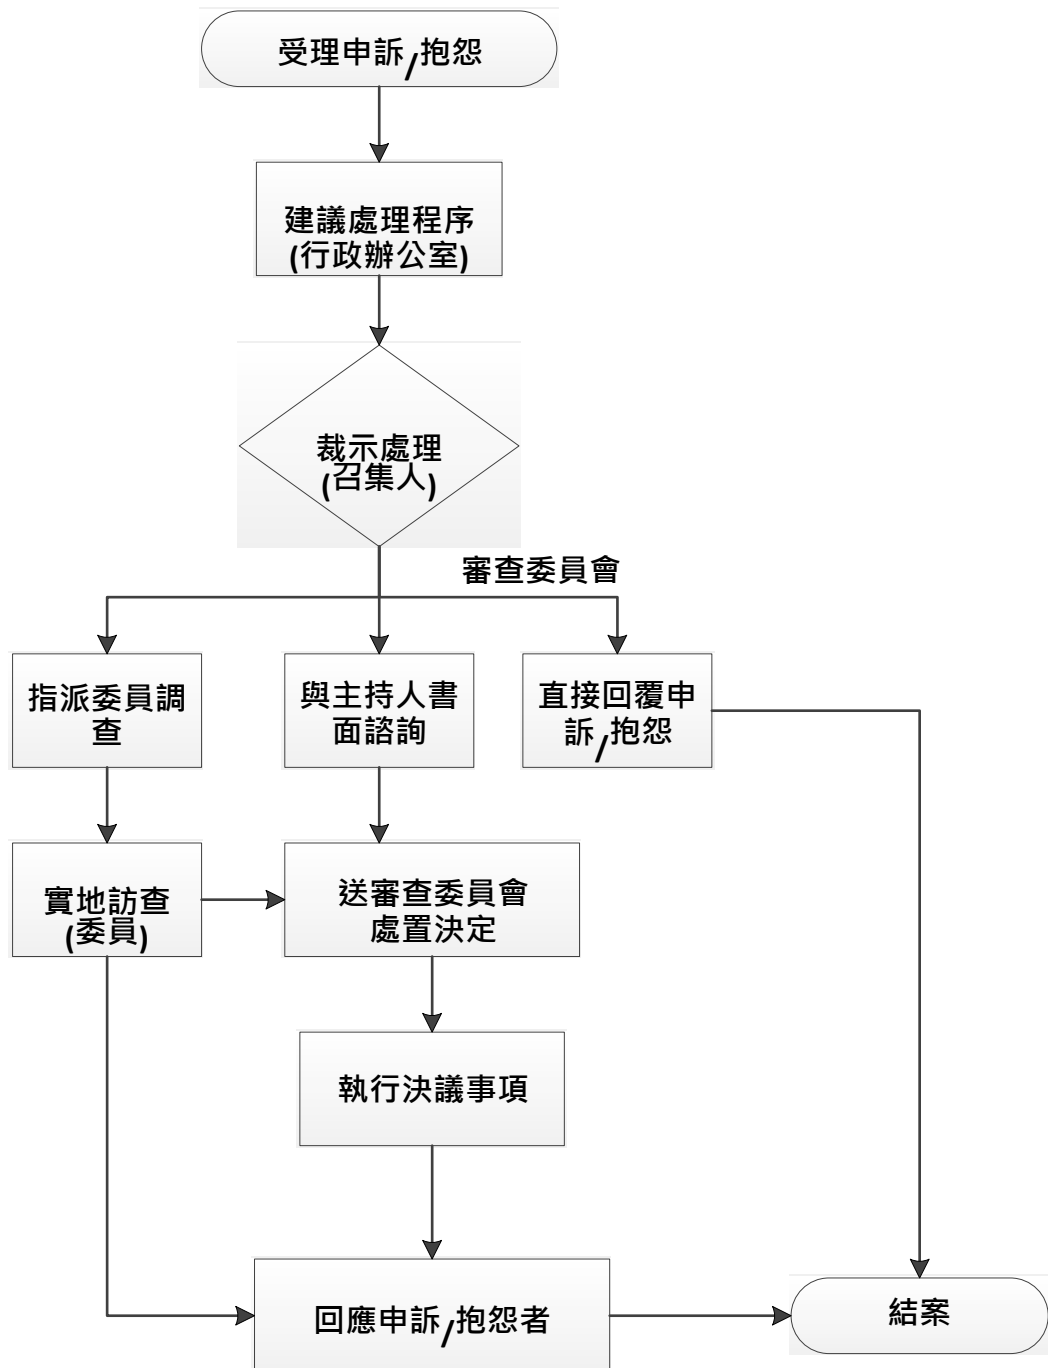 受理申訴/抱怨
建議處理程序
(行政辦公室)
裁示處理
(召集人)
審查委員會
指派委員調
查
與主持人書
面諮詢
直接回覆申
訴/抱怨
實地訪查
(委員)
送審查委員會
處置決定
執行決議事項
回應申訴/抱怨者
結案